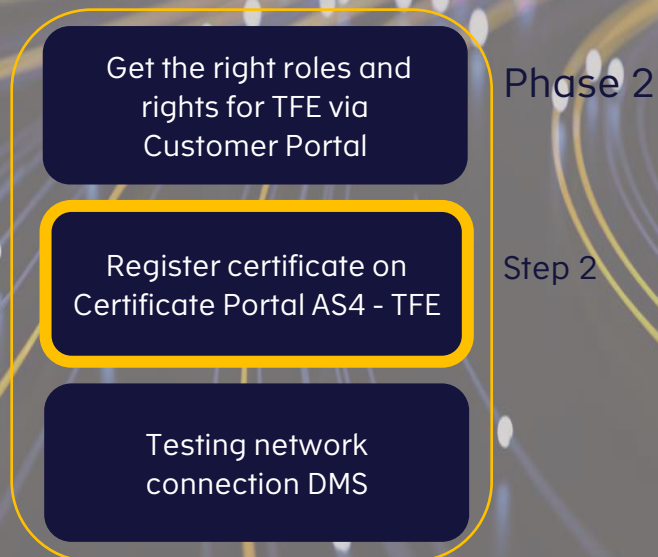 Get the right roles and
rights for TFE via
Customer Portal
Phase 2
Register certificate on
Certificate Portal AS4 - TFE
Step 2
Testing network
connection DMS